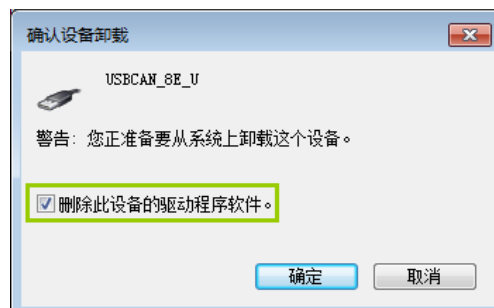 确认设备卸载
USBCAN_8E_U
警告: 您正准备要从系统上卸载这个设备。
删除此设备的驱动程序软件。
确定
取消